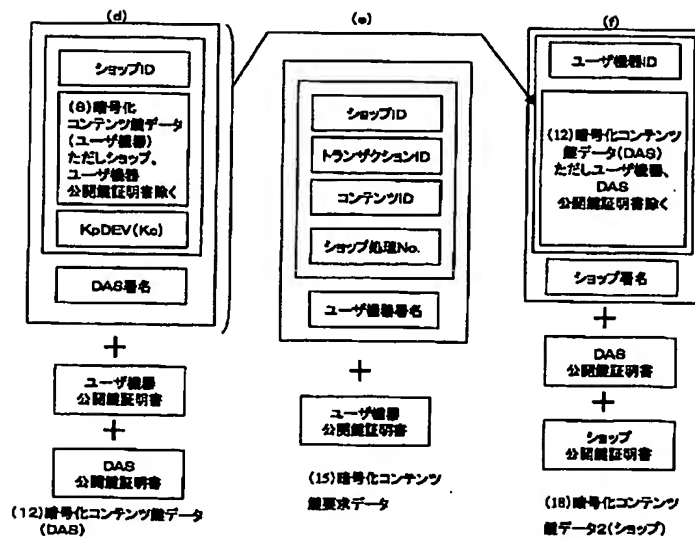 (d)
ショップID
(8)暗号化
コンテンツ鍵データ
(ユーザ機器)
ただしショップ、
ユーザ機器
公開鍵証明書除く
KpDEV(Kc)
DAS署名
+
ユーザ機器
公開鍵証明書
+
DAS
公開鍵証明書
(12)暗号化コンテンツ鍵データ
(DAS)
(e)
ショップID
トランザクションID
コンテンツID
ショップ処理No.
ユーザ機器署名
+
ユーザ機器
公開鍵証明書
(15)暗号化コンテンツ
鍵要求データ
(f)
ユーザ機器ID
(12)暗号化コンテンツ
鍵データ(DAS)
ただしユーザ機器、
DAS
公開鍵証明書除く
ショップ署名
+
DAS
公開鍵証明書
+
ショップ
公開鍵証明書
(18)暗号化コンテンツ
鍵データ2(ショップ)